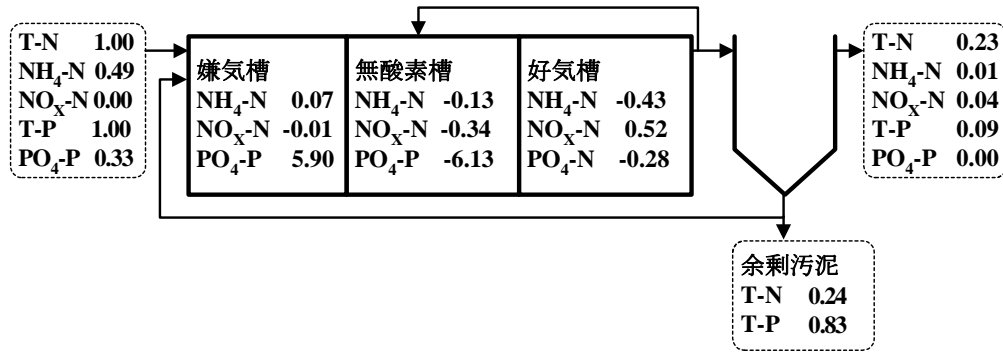 T-N 1.00
NH4-N 0.49
NOX-N 0.00
T-P 1.00
PO4-P 0.33
嫌気槽
NH4-N 0.07
NOX-N -0.01
PO4-P 5.90
無酸素槽
NH4-N -0.13
NOX-N -0.34
PO4-P -6.13
好気槽
NH4-N -0.43
NOX-N 0.52
PO4-N -0.28
T-N 0.23
NH4-N 0.01
NOX-N 0.04
T-P 0.09
PO4-P 0.00
余剰汚泥
T-N 0.24
T-P 0.83